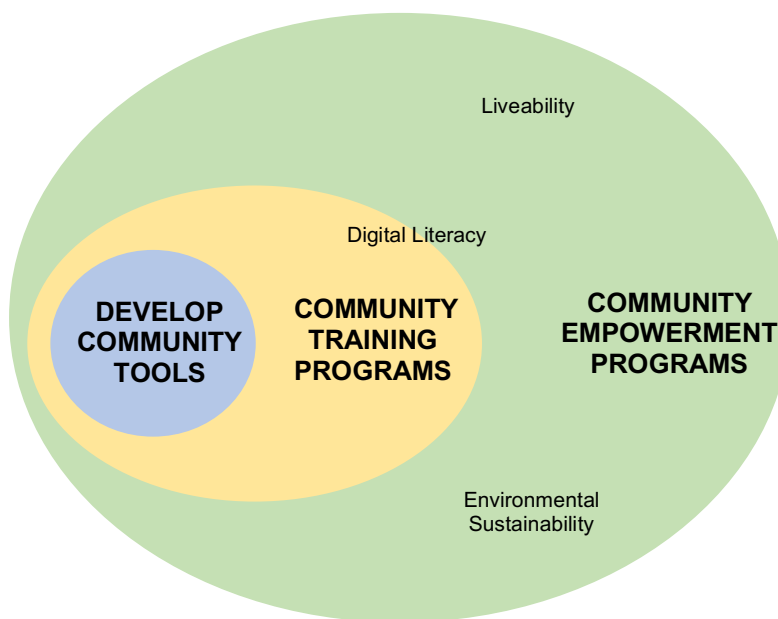 Liveability
Digital Literacy
DEVELOP
COMMUNITY
TOOLS
COMMUNITY
TRAINING
PROGRAMS
COMMUNITY
EMPOWERMENT
PROGRAMS
Environmental
Sustainability